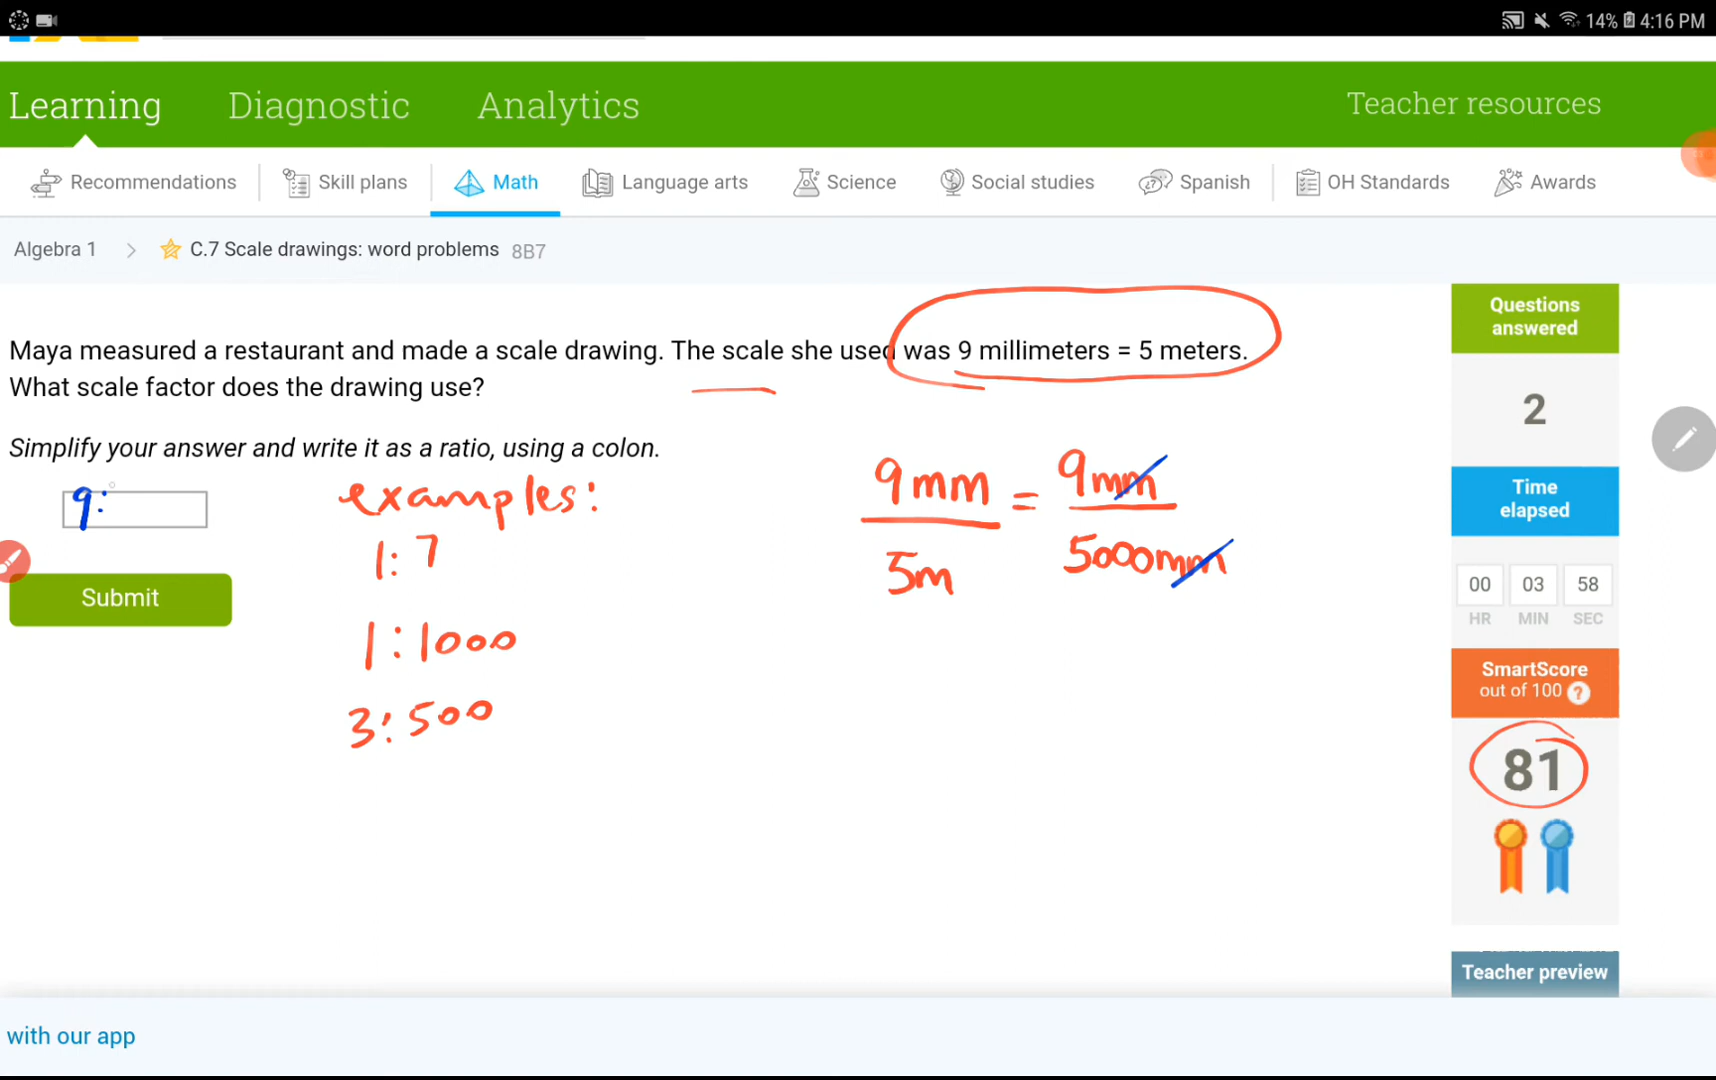 14% 4:16 PM
Learning Diagnostic Analytics Teacher resources
Recommendations Skill plans Math Language arts Science Social studies Spanish OH Standards Awards
Algebra 1 > C.7 Scale drawings: word problems 8B7
Maya measured a restaurant and made a scale drawing. The scale she used was 9 millimeters = 5 meters.
What scale factor does the drawing use?
Simplify your answer and write it as a ratio, using a colon.
9:
Submit
examples:
1:7
1:1000
3:500
9mm = 9mm
5m 5000mm
Questions
answered
2
Time
elapsed
00 03 58
HR MIN SEC
SmartScore
out of 100 ?
81
Teacher preview
with our app